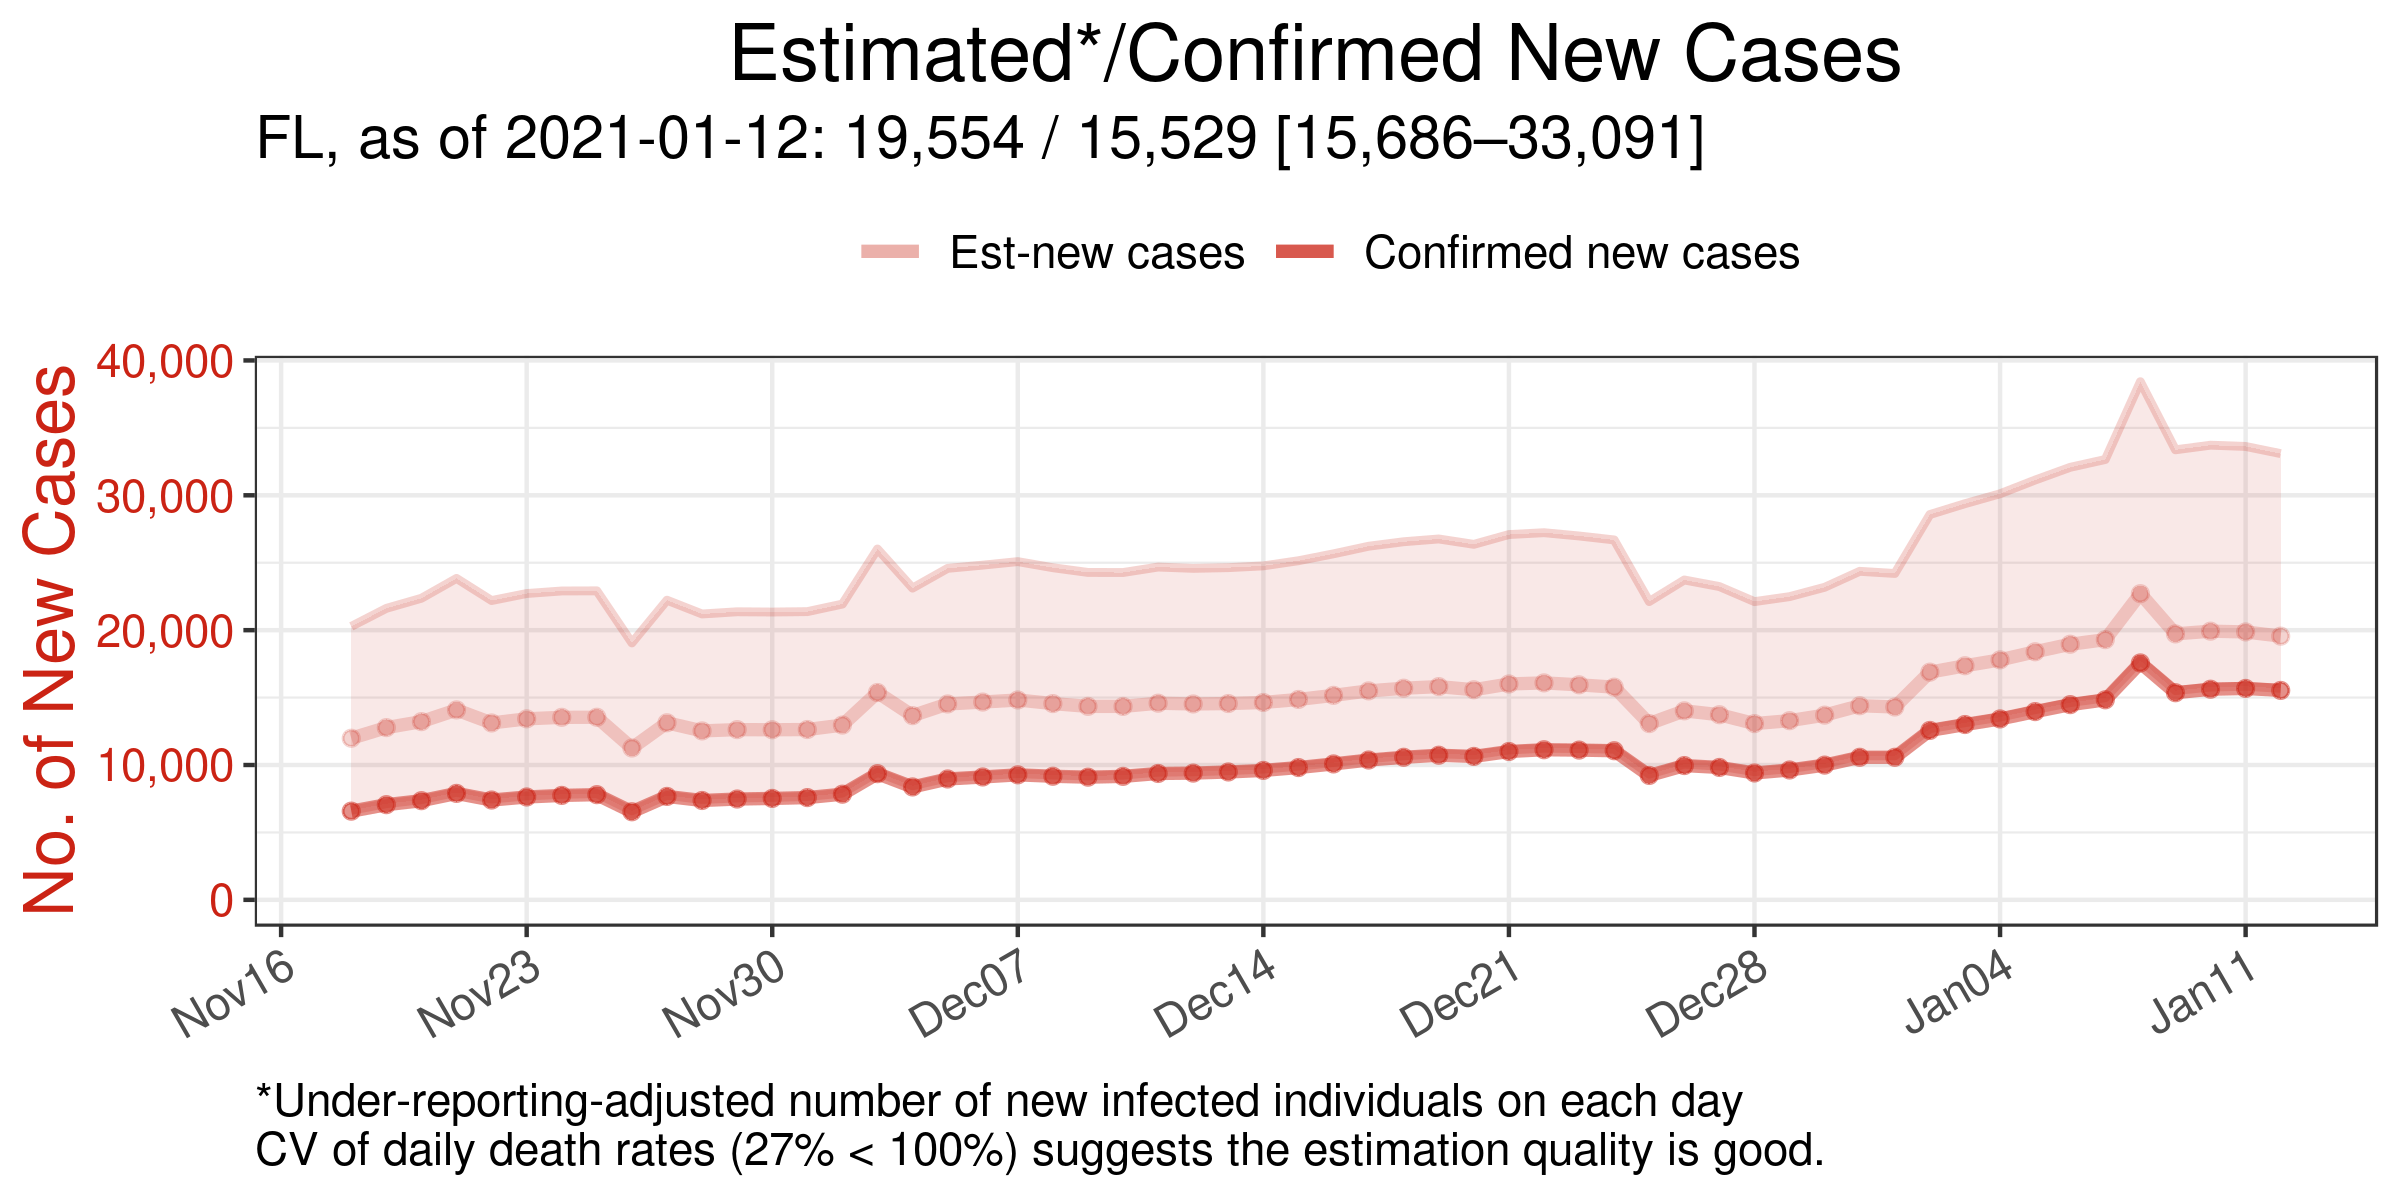 Estimated*/Confirmed New Cases
FL, as of 2021-01-12: 19,554 / 15,529 [15,686–33,091]
Est-new cases Confirmed new cases
No. of New Cases
40,000
30,000
20,000
10,000
0
Nov16 Nov23 Nov30 Dec07 Dec14 Dec21 Dec28 Jan04 Jan11
*Under-reporting-adjusted number of new infected individuals on each day
CV of daily death rates (27% < 100%) suggests the estimation quality is good.